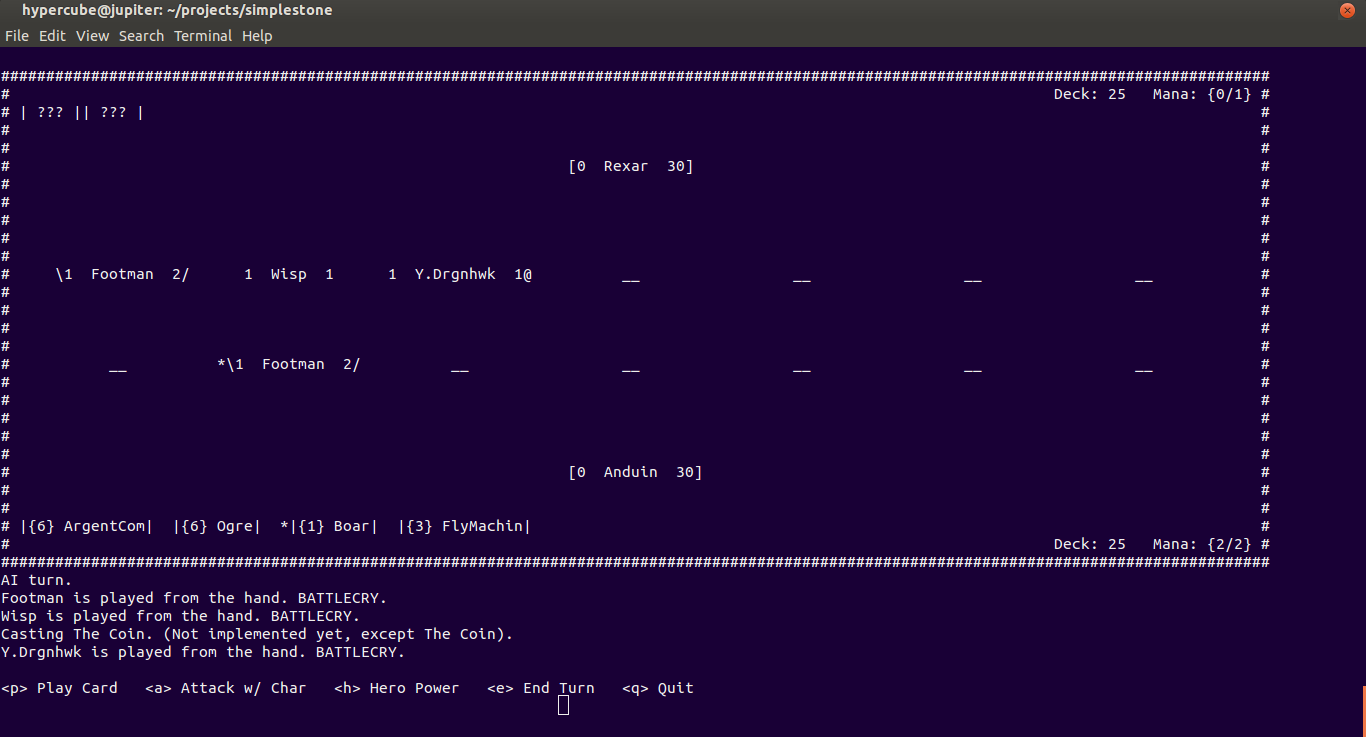 hypercube@jupiter: ~/projects/simplestone
File Edit View Search Terminal Help
#############################################################################################################################################
# Deck: 25 Mana: {0/1} #
# | ??? || ??? | #
# #
# #
# [0 Rexar 30] #
# #
# #
# #
# #
# #
# \1 Footman 2/ 1 Wisp 1 1 Y.Drgnhwk 1@ __ __ __ __ #
# #
# #
# #
# #
# __ *\1 Footman 2/ __ __ __ __ __ #
# #
# #
# #
# #
# #
# [0 Anduin 30] #
# #
# #
# |{6} ArgentCom| |{6} Ogre| *|{1} Boar| |{3} FlyMachin| #
# Deck: 25 Mana: {2/2} #
#############################################################################################################################################
AI turn.
Footman is played from the hand. BATTLECRY.
Wisp is played from the hand. BATTLECRY.
Casting The Coin. (Not implemented yet, except The Coin).
Y.Drgnhwk is played from the hand. BATTLECRY.
<p> Play Card <a> Attack w/ Char <h> Hero Power <e> End Turn <q> Quit